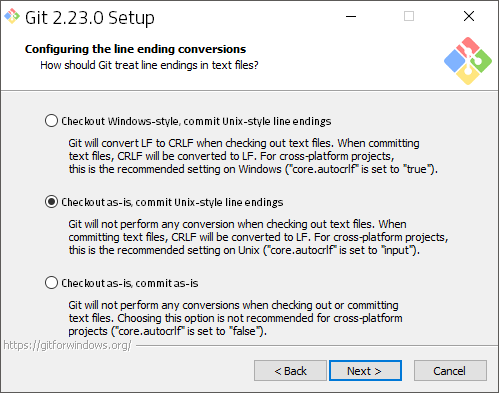 Git 2.23.0 Setup
Configuring the line ending conversions
How should Git treat line endings in text files?
Checkout Windows-style, commit Unix-style line endings
Git will convert LF to CRLF when checking out text files. When committing
text files, CRLF will be converted to LF. For cross-platform projects,
this is the recommended setting on Windows ("core.autocrlf" is set to "true").
Checkout as-is, commit Unix-style line endings
Git will not perform any conversion when checking out text files. When
committing text files, CRLF will be converted to LF. For cross-platform projects,
this is the recommended setting on Unix ("core.autocrlf" is set to "input").
Checkout as-is, commit as-is
Git will not perform any conversions when checking out or committing
text files. Choosing this option is not recommended for cross-platform
projects ("core.autocrlf" is set to "false").
https://gitforwindows.org/
< Back
Next >
Cancel